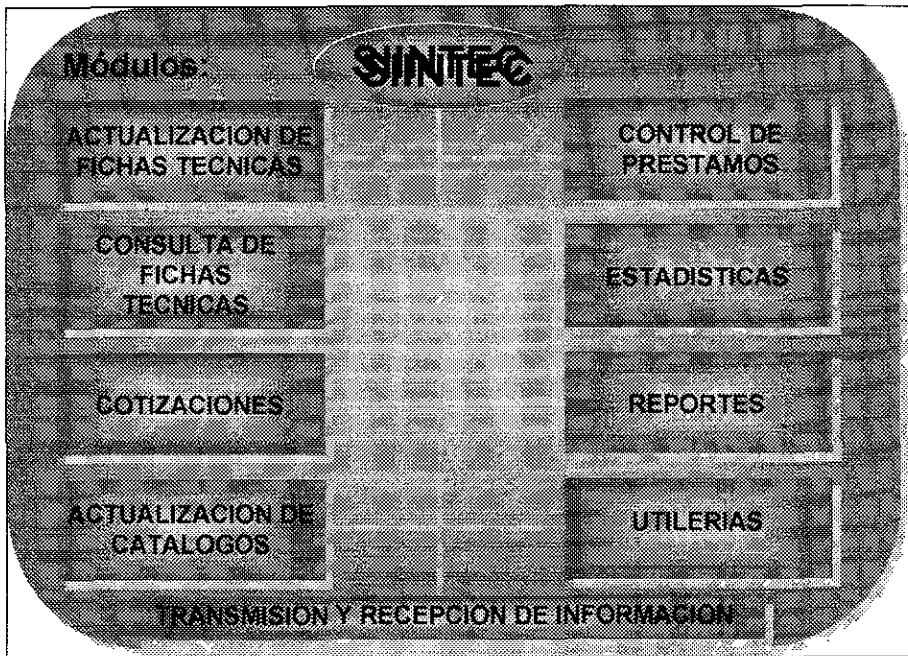 Módulos:
SINTEC
ACTUALIZACION DE
FICHAS TECNICAS
CONSULTA DE
FICHAS
TECNICAS
COTIZACIONES
ACTUALIZACION DE
CATALOGOS
CONTROL DE
PRESTAMOS
ESTADISTICAS
REPORTES
UTILERIAS
TRANSMISION Y RECEPCION DE INFORMACION